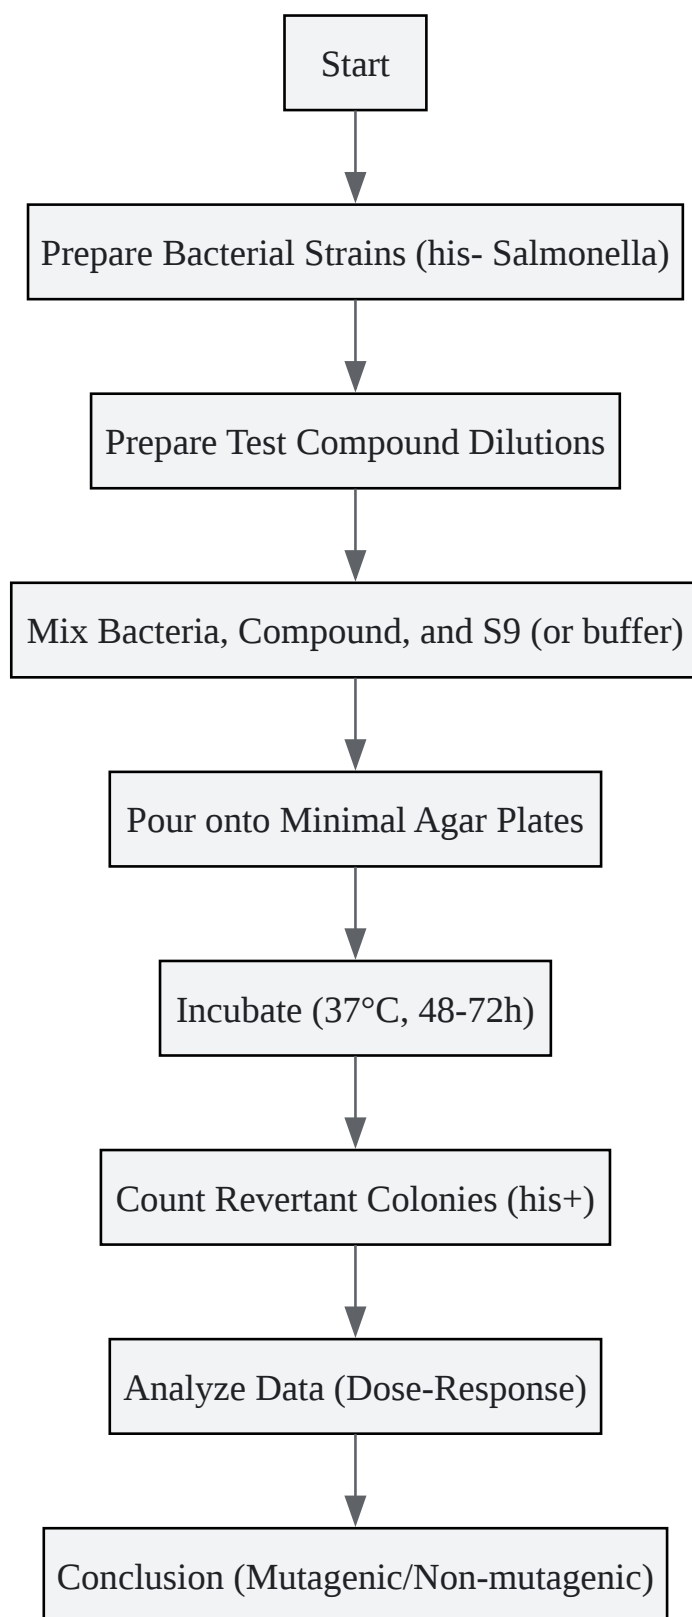 Start
Prepare Bacterial Strains (his- Salmonella)
Prepare Test Compound Dilutions
Mix Bacteria, Compound, and S9 (or buffer)
Pour onto Minimal Agar Plates
Incubate (37°C, 48-72h)
Count Revertant Colonies (his+)
Analyze Data (Dose-Response)
Conclusion (Mutagenic/Non-mutagenic)